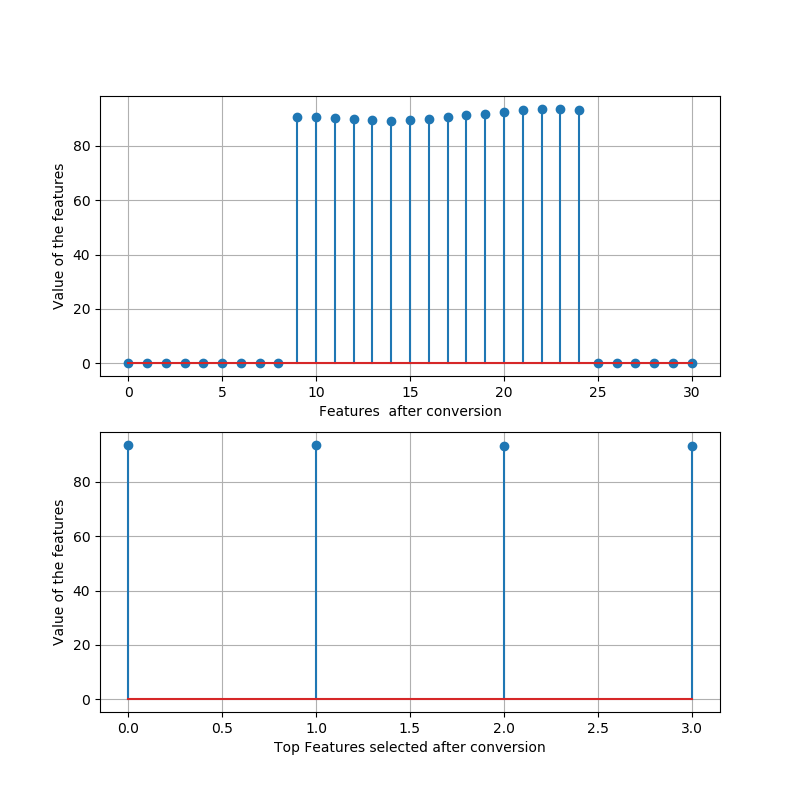 80
60
40
20
0
Value of the features
0 5 10 15 20 25 30
Features  after conversion
80
60
40
20
0
Value of the features
0.0 0.5 1.0 1.5 2.0 2.5 3.0
Top Features selected after conversion